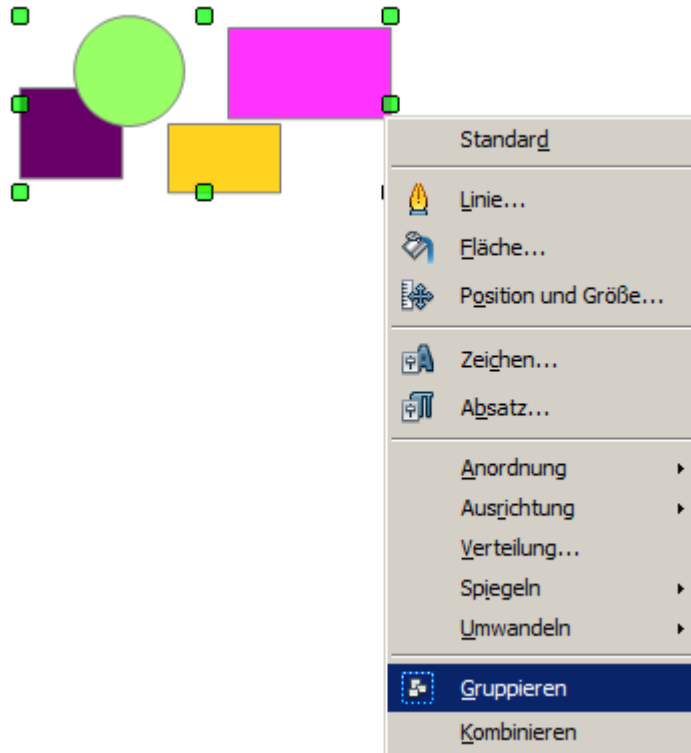 Standard
Linie...
Fläche...
Position und Größe...
Zeichen...
Absatz...
Anordnung
Ausrichtung
Verteilung...
Spiegeln
Umwandeln
Gruppieren
Kombinieren